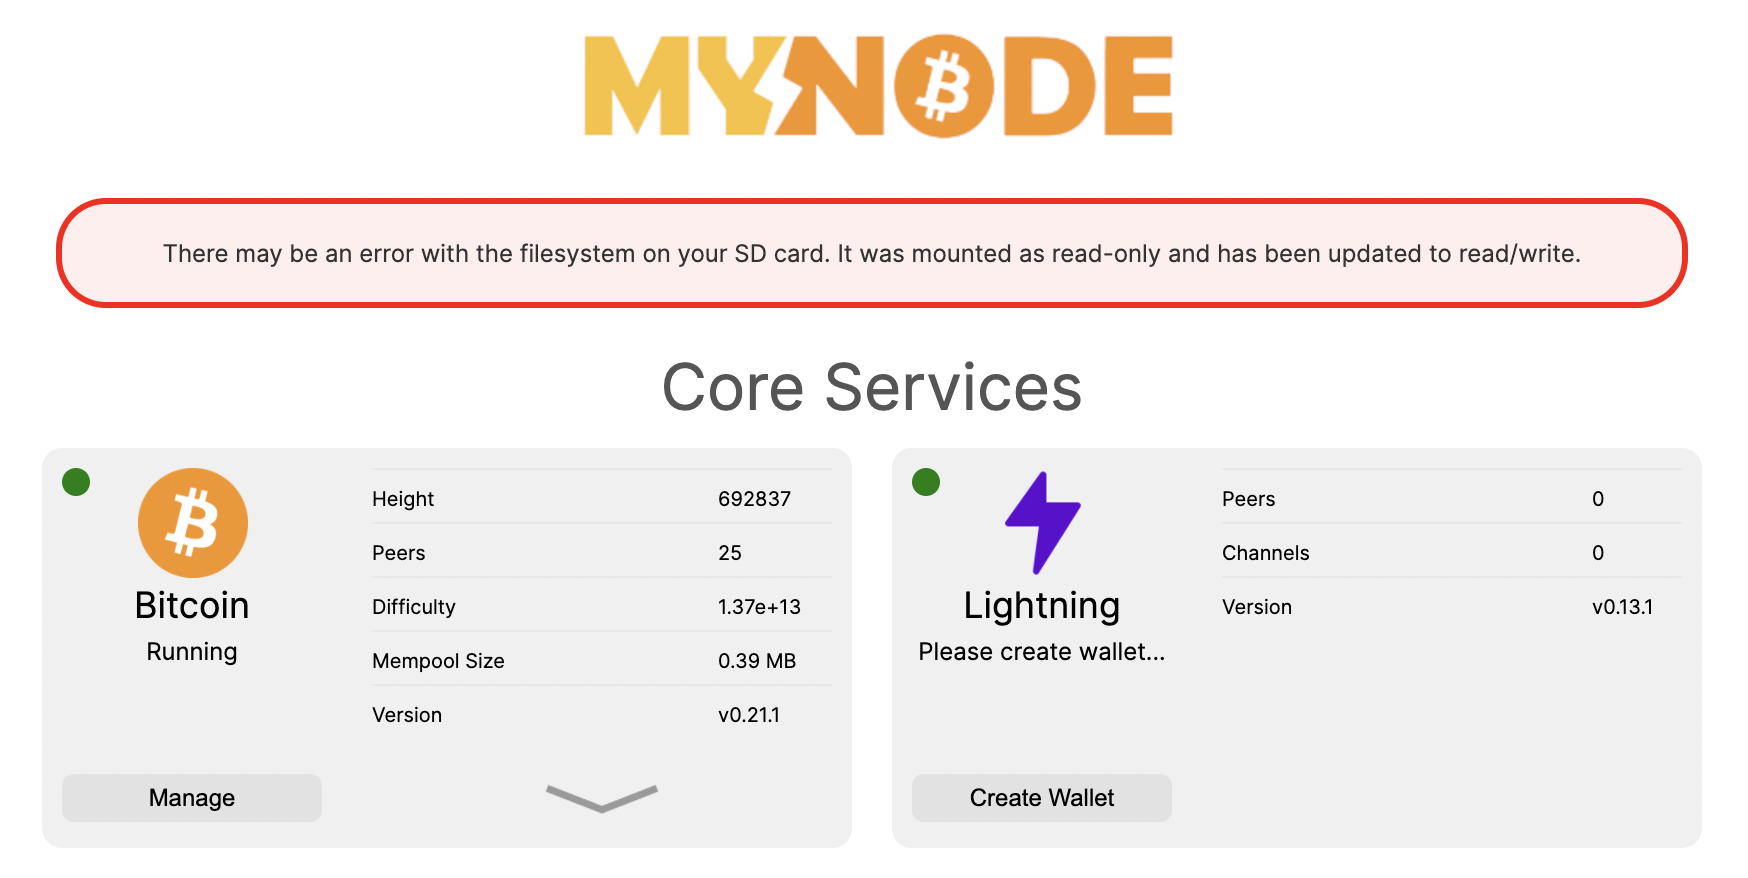 MYNODE
There may be an error with the filesystem on your SD card. It was mounted as read-only and has been updated to read/write.
Core Services
Bitcoin
Running
Height 692837
Peers 25
Difficulty 1.37e+13
Mempool Size 0.39 MB
Version v0.21.1
Manage
Lightning
Please create wallet...
Peers 0
Channels 0
Version v0.13.1
Create Wallet